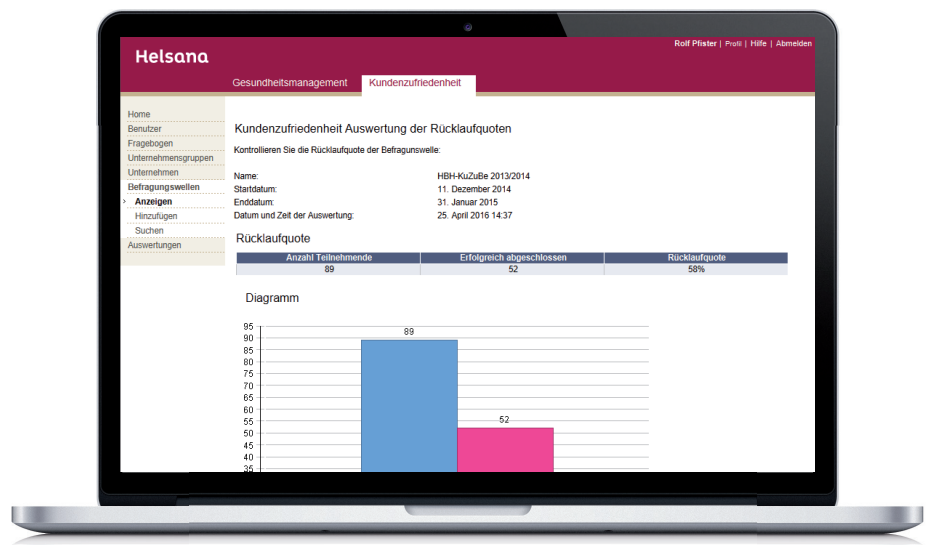 Rolf Pfister | Profil | Hilfe | Abmelden
Helsana
Gesundheitsmanagement Kundenzufriedenheit
Home
Benutzer
Fragebogen
Unternehmensgruppen
Unternehmen
Befragungswellen
› Anzeigen
Hinzufügen
Suchen
Auswertungen
Kundenzufriedenheit Auswertung der Rücklaufquoten
Kontrollieren Sie die Rücklaufquote der Befragunswelle:
Name: HBH-KuZuBe 2013/2014
Startdatum: 11. Dezember 2014
Enddatum: 31. Januar 2015
Datum und Zeit der Auswertung: 25. April 2016 14:37
Rücklaufquote
Anzahl Teilnehmende Erfolgreich abgeschlossen Rücklaufquote
89 52 58%
Diagramm
95
90
85
80
75
70
65
60
55
50
45
40
35
89
52